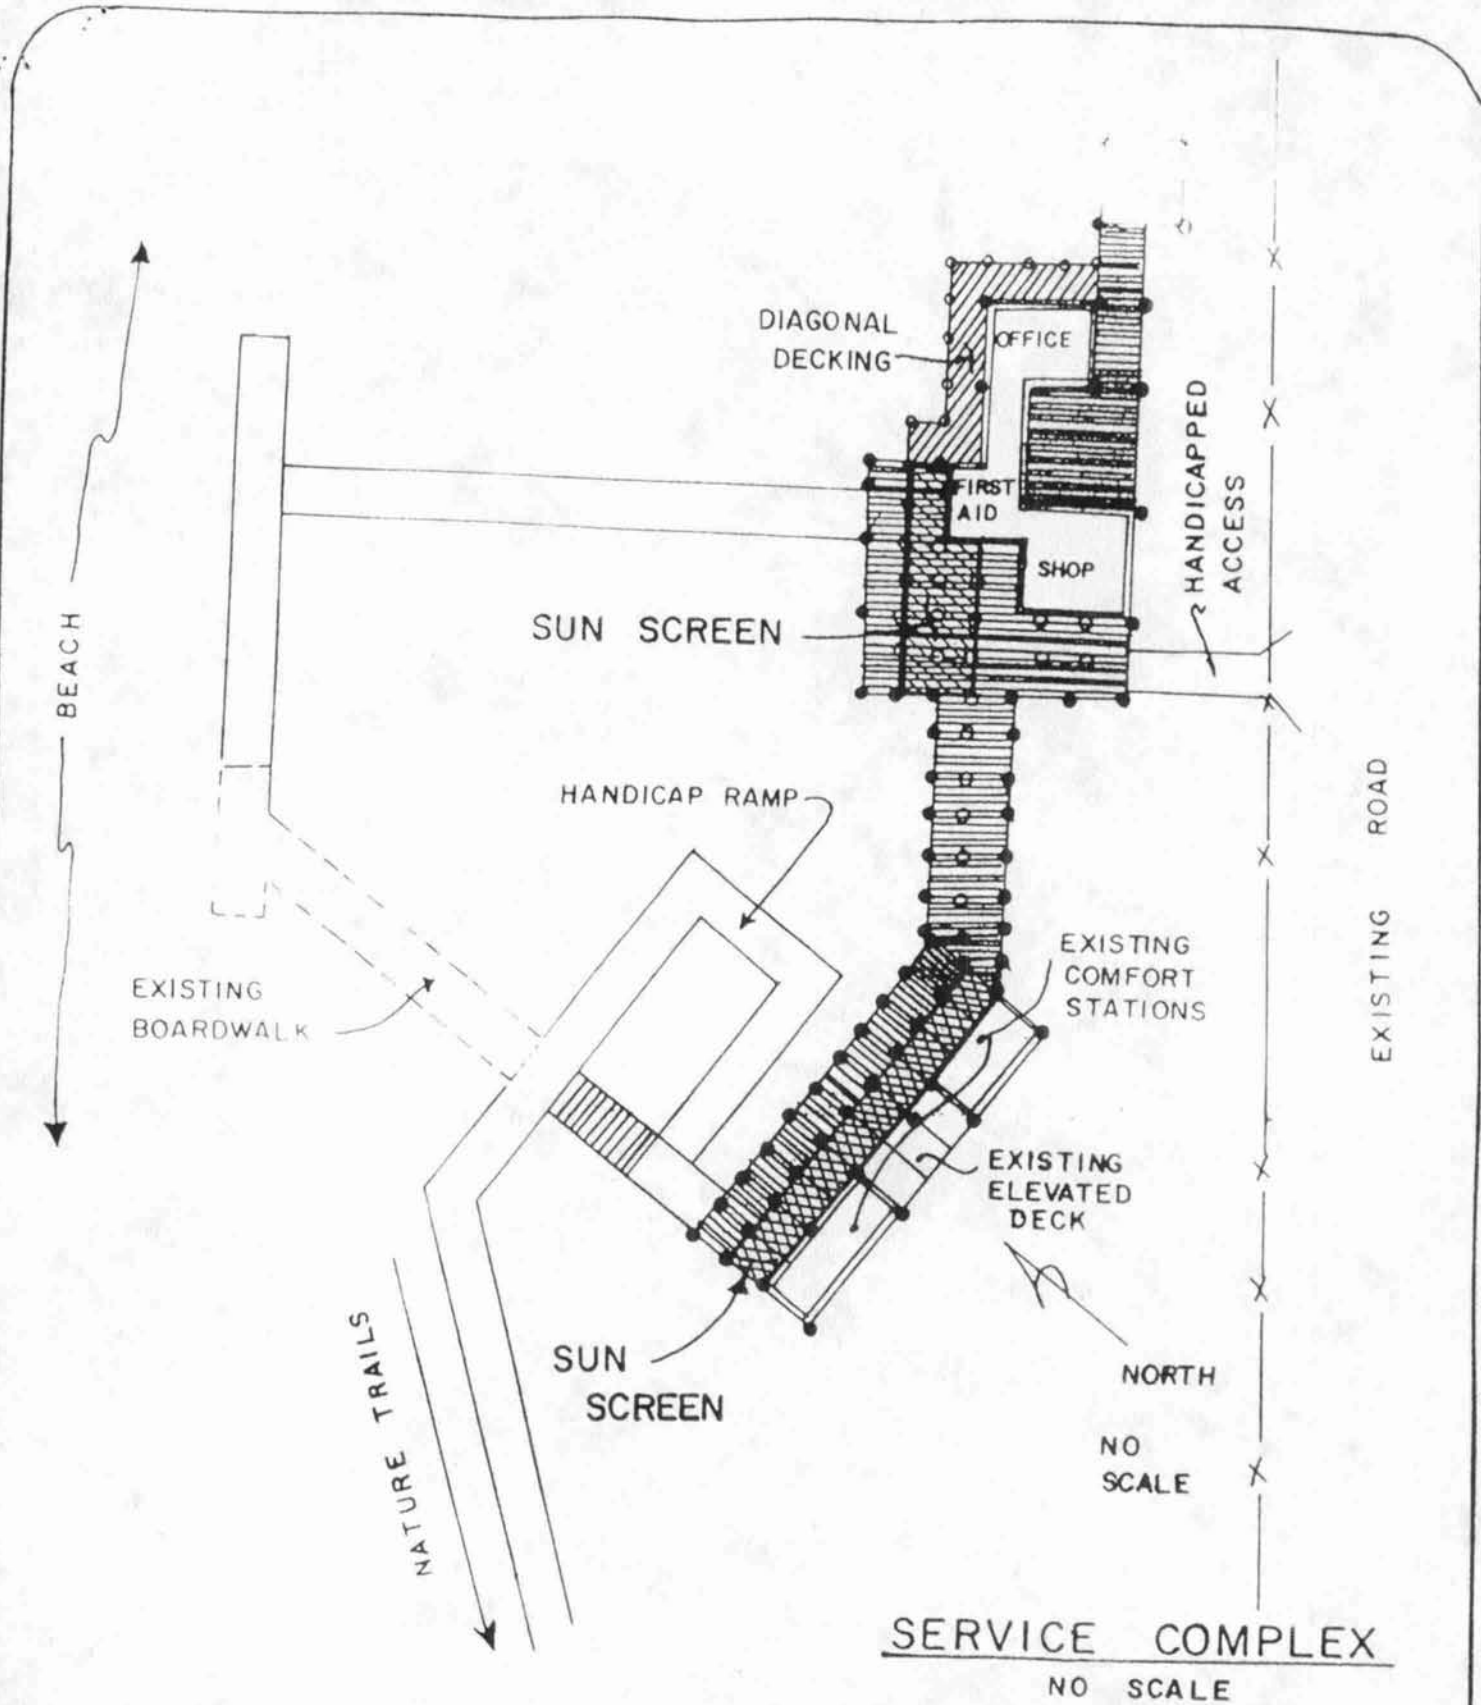 DIAGONAL
DECKING
OFFICE
HANDICAPPED
ACCESS
FIRST
AID
SHOP
SUN SCREEN
BEACH
HANDICAP RAMP
EXISTING ROAD
EXISTING
COMFORT
STATIONS
EXISTING
BOARDWALK
EXISTING
ELEVATED
DECK
SUN
SCREEN
NATURE TRAILS
NORTH
NO
SCALE
SERVICE COMPLEX
NO SCALE